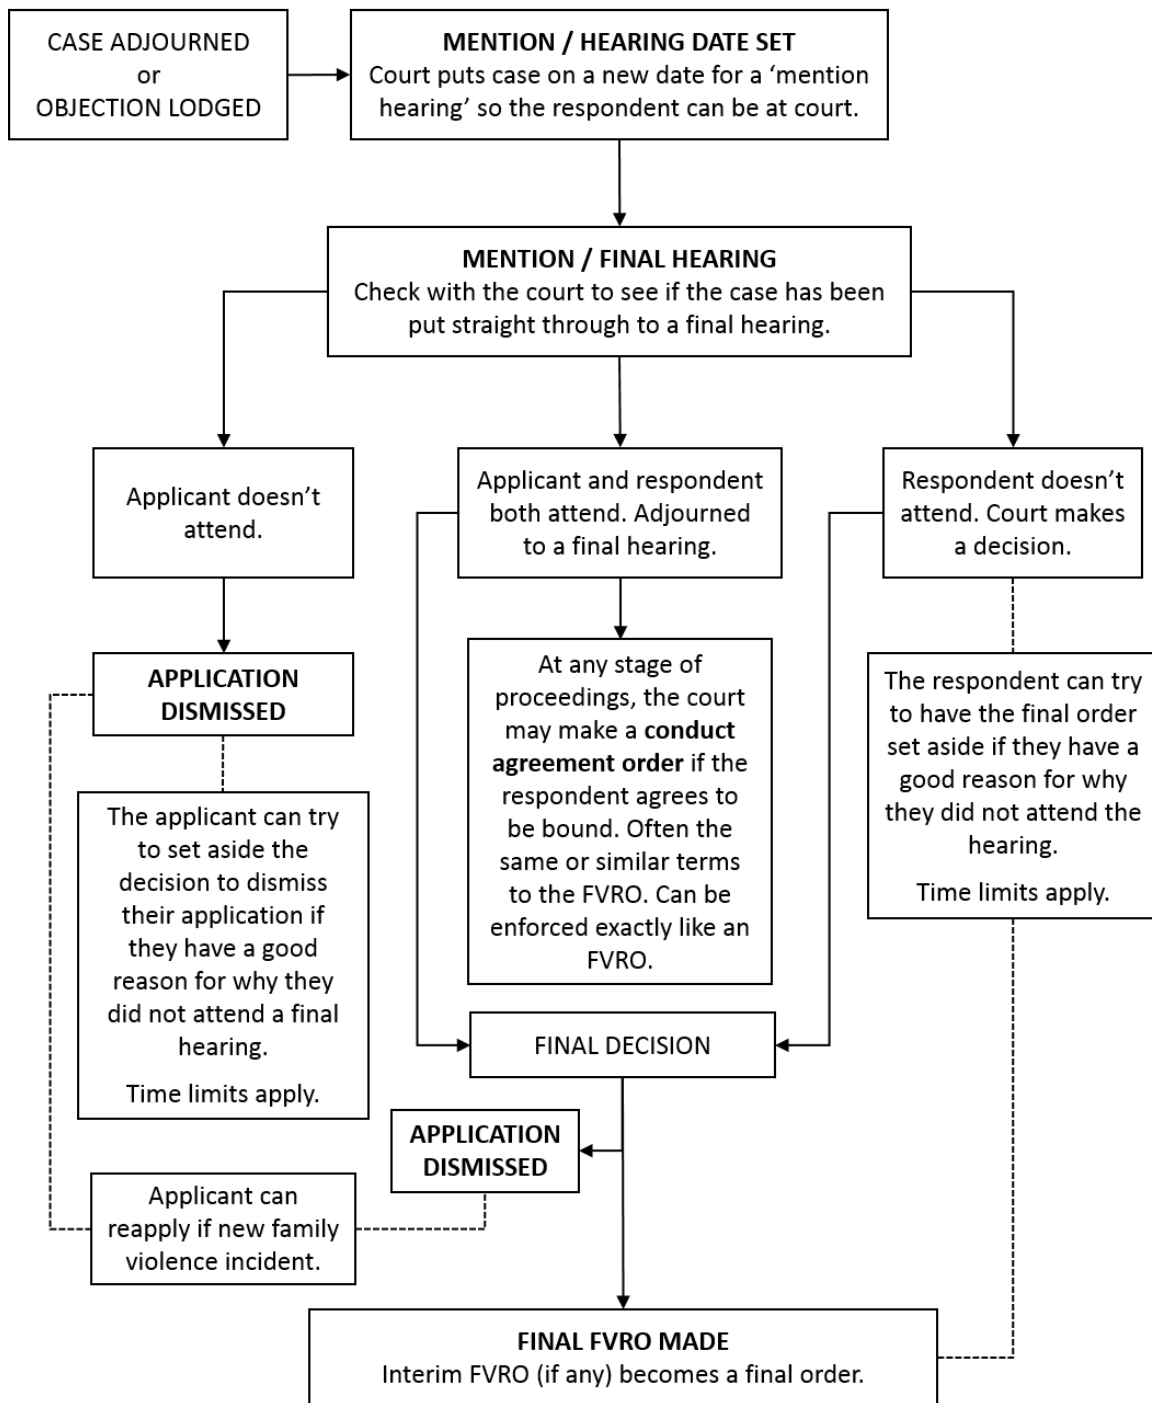 CASE ADJOURNED
or
OBJECTION LODGED
MENTION / HEARING DATE SET
Court puts case on a new date for a ‘mention
hearing’ so the respondent can be at court.
MENTION / FINAL HEARING
Check with the court to see if the case has been
put straight through to a final hearing.
Applicant doesn’t
attend.
Applicant and respondent
both attend. Adjourned
to a final hearing.
Respondent doesn’t
attend. Court makes
a decision.
APPLICATION
DISMISSED
The applicant can try
to set aside the
decision to dismiss
their application if
they have a good
reason for why they
did not attend a final
hearing.
Time limits apply.
At any stage of
proceedings, the court
may make a conduct
agreement order if the
respondent agrees to
be bound. Often the
same or similar terms
to the FVRO. Can be
enforced exactly like an
FVRO.
The respondent can try
to have the final order
set aside if they have a
good reason for why
they did not attend the
hearing.
Time limits apply.
FINAL DECISION
APPLICATION
DISMISSED
Applicant can
reapply if new family
violence incident.
FINAL FVRO MADE
Interim FVRO (if any) becomes a final order.